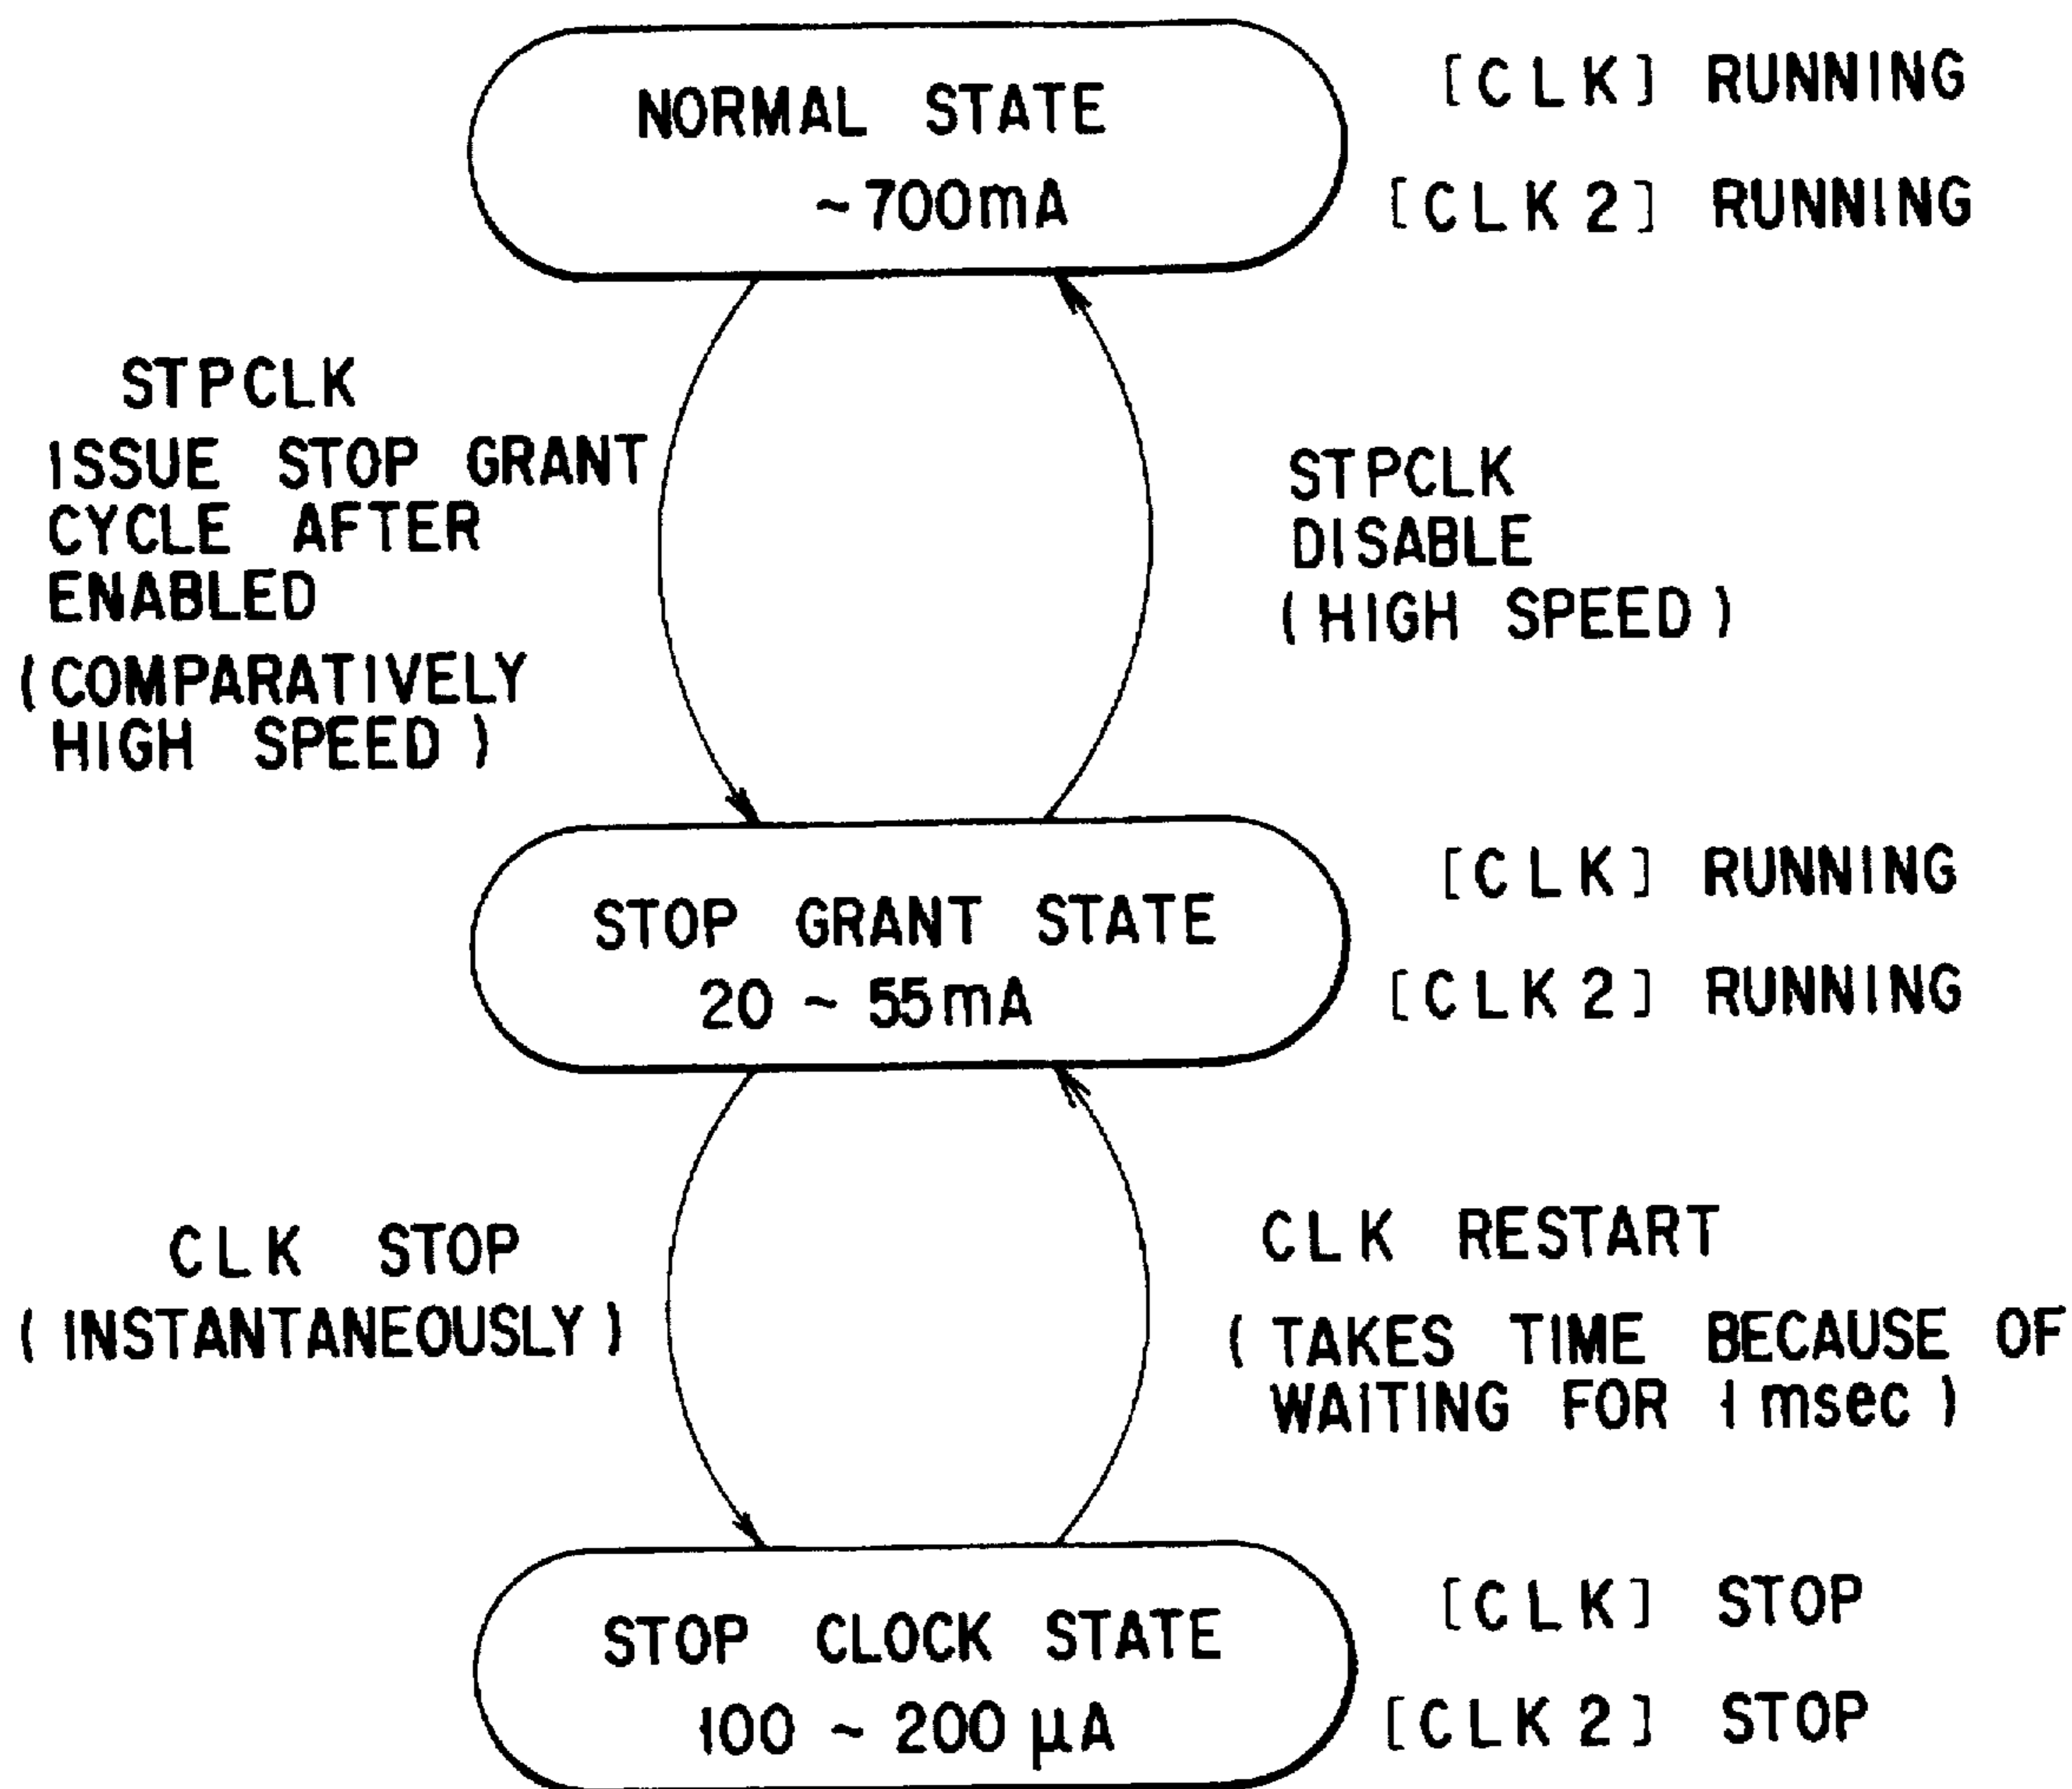 NORMAL STATE
~700mA
[CLK] RUNNING
[CLK2] RUNNING
STPCLK
ISSUE STOP GRANT
CYCLE AFTER
ENABLED
(COMPARATIVELY
HIGH SPEED)
STPCLK
DISABLE
(HIGH SPEED)
STOP GRANT STATE
20 ~ 55mA
[CLK] RUNNING
[CLK2] RUNNING
CLK STOP
(INSTANTANEOUSLY)
CLK RESTART
(TAKES TIME BECAUSE OF
WAITING FOR 1msec)
STOP CLOCK STATE
100 ~ 200 µA
[CLK] STOP
[CLK2] STOP